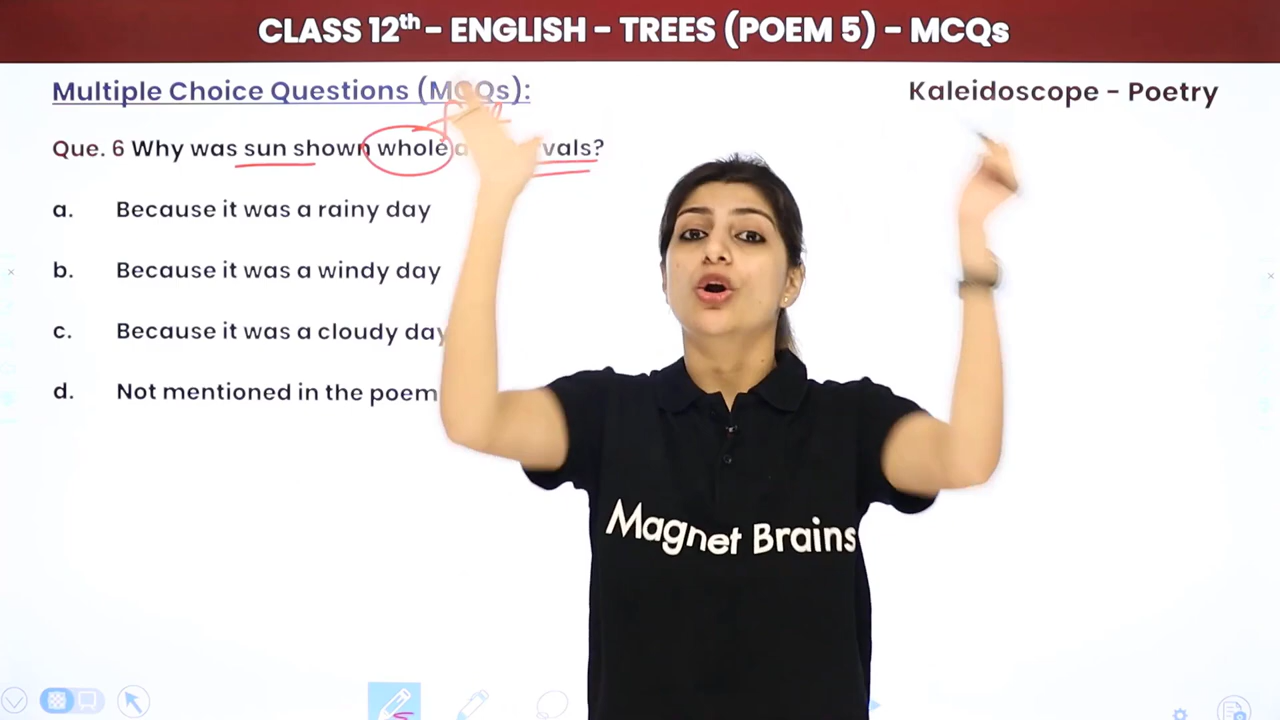 CLASS 12th – ENGLISH – TREES (POEM 5) – MCQs
Multiple Choice Questions (MCQs):
Kaleidoscope – Poetry
Que. 6 Why was sun shown whole vals?
a. Because it was a rainy day
b. Because it was a windy day
c. Because it was a cloudy day
d. Not mentioned in the poem
Magnet Brains